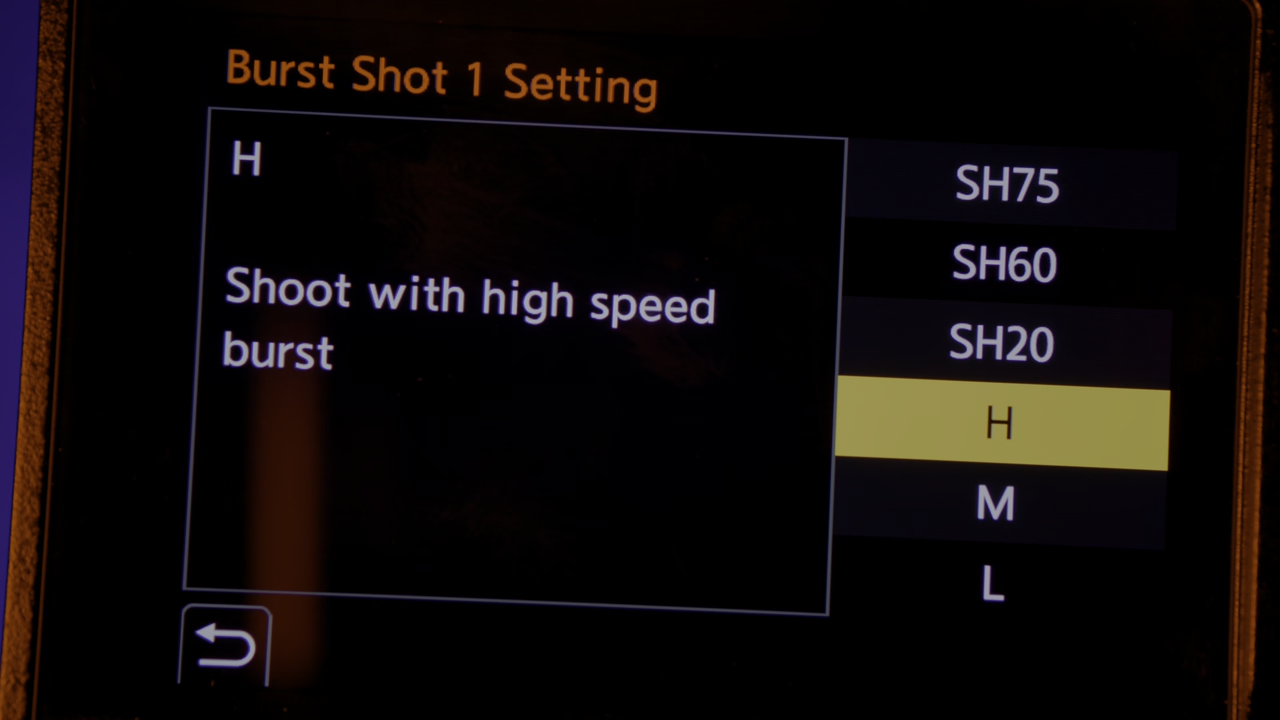 Burst Shot 1 Setting
H
Shoot with high speed
burst
SH75
SH60
SH20
H
M
L